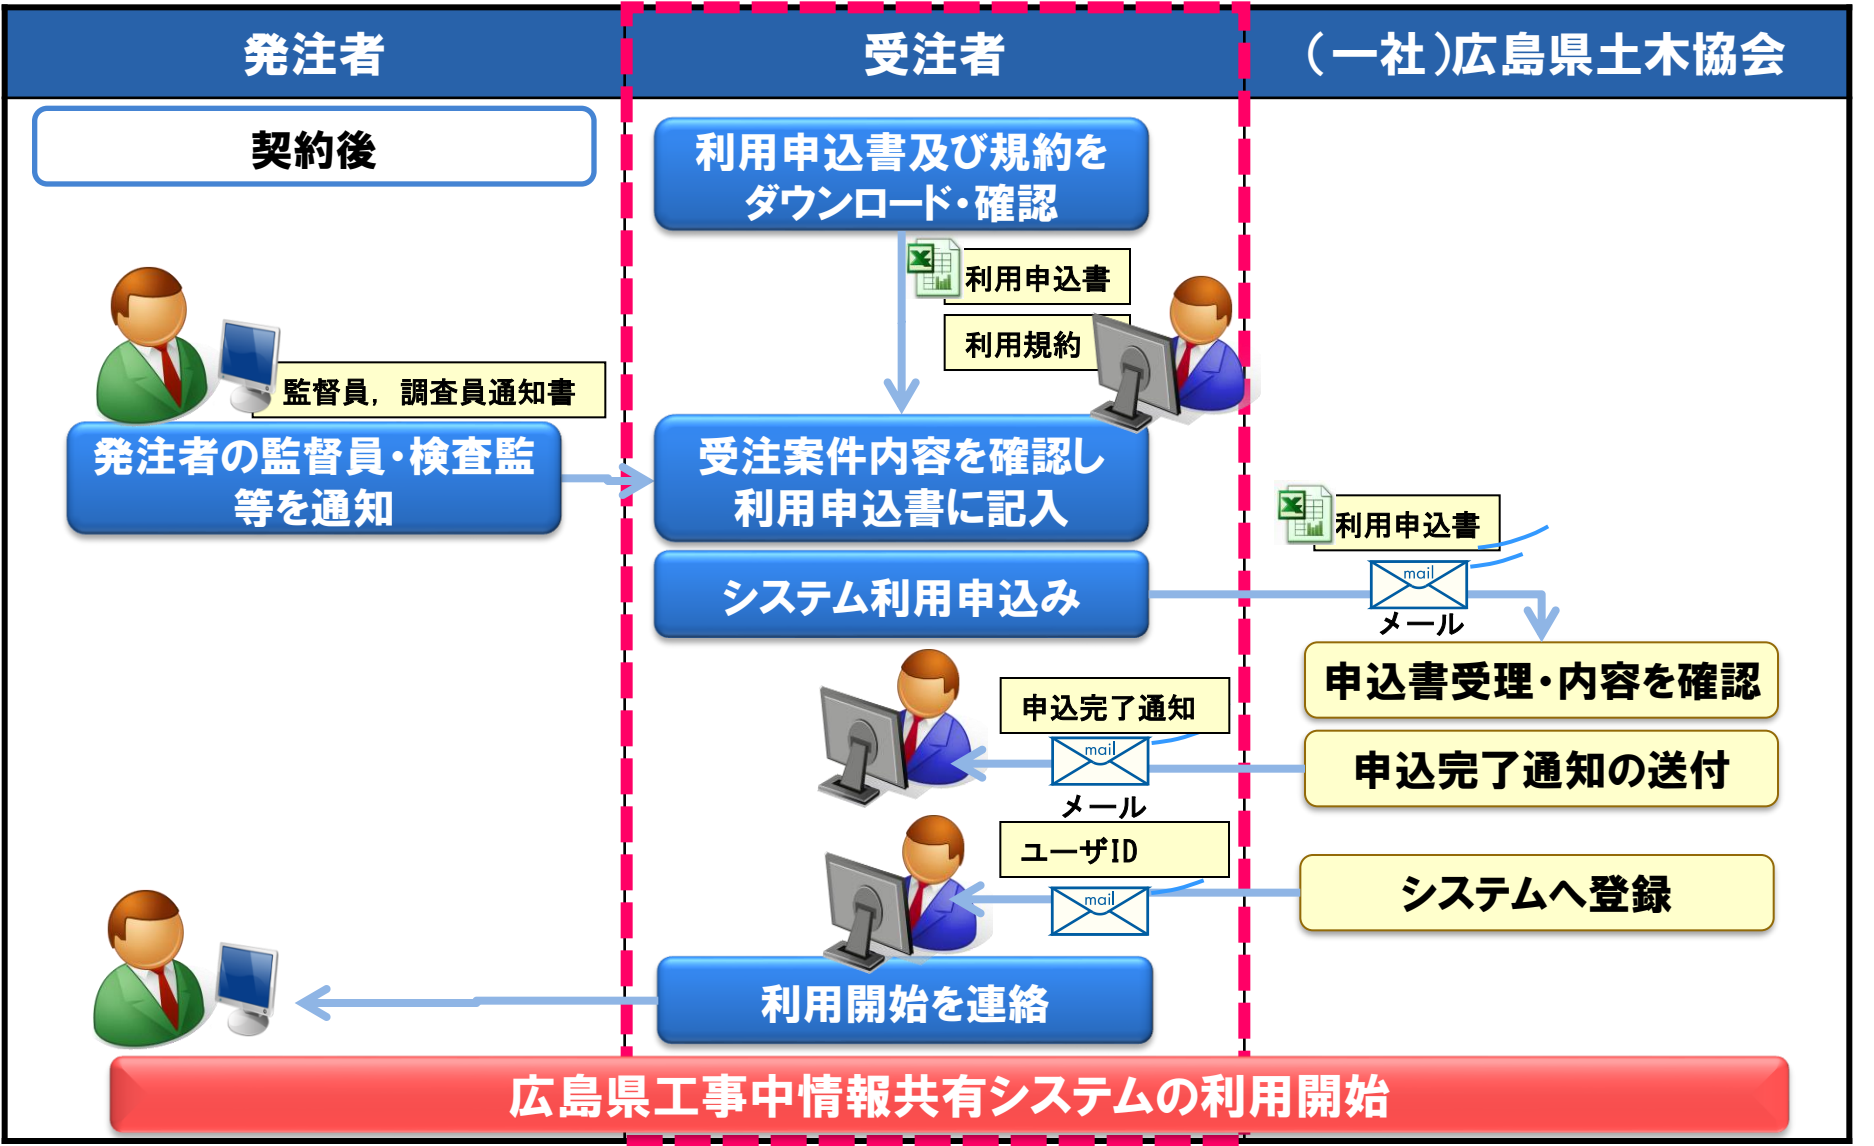 発注者
受注者
（一社）広島県土木協会
契約後
利用申込書及び規約を
ダウンロード・確認
利用申込書
利用規約
監督員，調査員通知書
発注者の監督員・検査監
等を通知
受注案件内容を確認し
利用申込書に記入
利用申込書
mail
メール
システム利用申込み
申込書受理・内容を確認
申込完了通知
mail
メール
申込完了通知の送付
ユーザID
mail
システムへ登録
利用開始を連絡
広島県工事中情報共有システムの利用開始